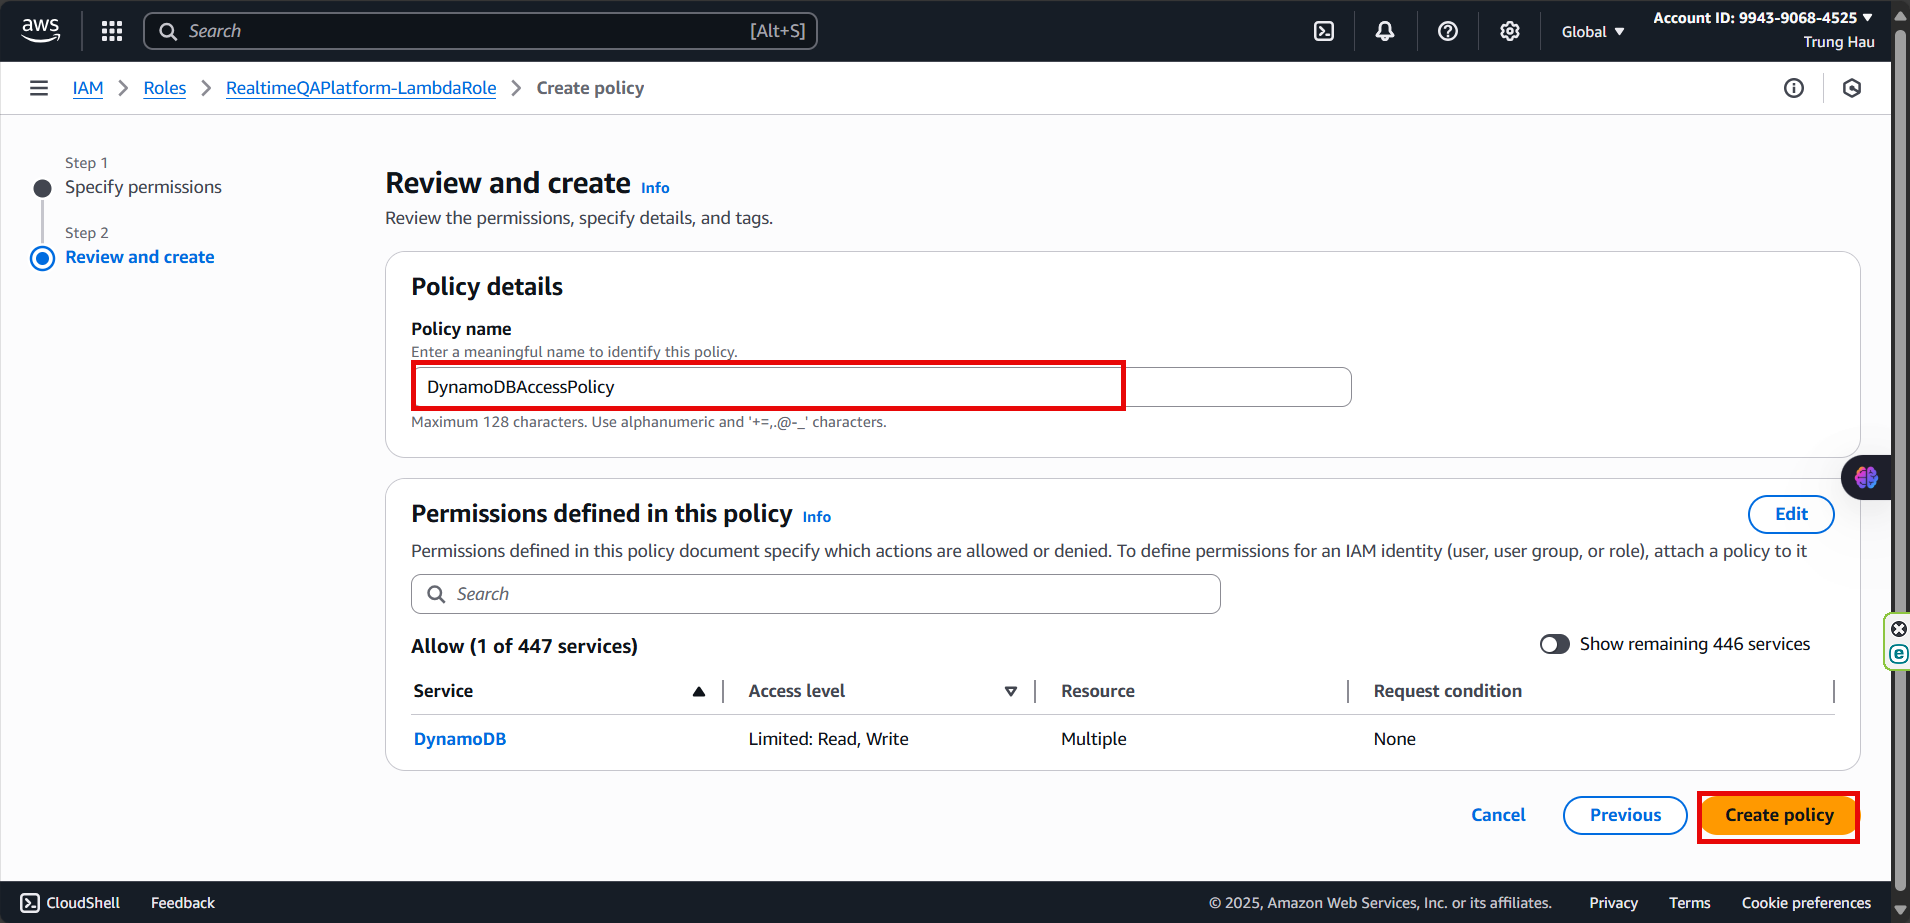 aws
Search [Alt+S]
Global
Account ID: 9943-9068-4525
Trung Hau
IAM
Roles
RealtimeQAPlatform-LambdaRole
Create policy
Step 1
Specify permissions
Step 2
Review and create
Review and create Info
Review the permissions, specify details, and tags.
Policy details
Policy name
Enter a meaningful name to identify this policy.
DynamoDBAccessPolicy
Maximum 128 characters. Use alphanumeric and '+=,.@-_' characters.
Permissions defined in this policy Info
Edit
Permissions defined in this policy document specify which actions are allowed or denied. To define permissions for an IAM identity (user, user group, or role), attach a policy to it
Search
Allow (1 of 447 services)
Show remaining 446 services
Service Access level Resource Request condition
DynamoDB Limited: Read, Write Multiple None
Cancel Previous Create policy
CloudShell Feedback © 2025, Amazon Web Services, Inc. or its affiliates. Privacy Terms Cookie preferences